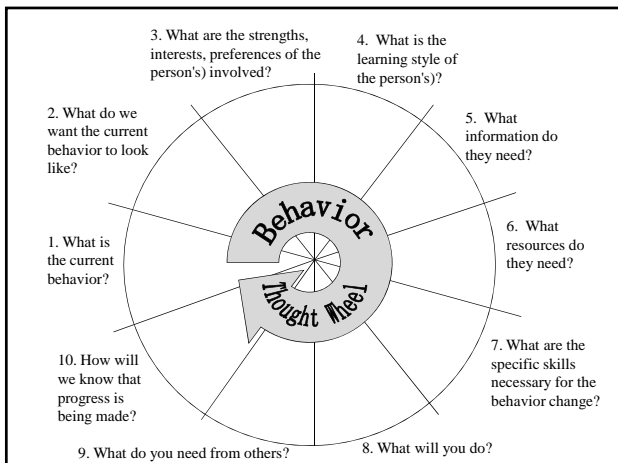 3. What are the strengths,
interests, preferences of the
person's) involved?
4.  What is the
learning style of
the person's)?
2. What do we
want the current
behavior to look
like?
5.  What
information do
they need?
1. What is
the current
behavior?
6.  What
resources do
they need?
Behavior
Thought Wheel
10. How will
we know that
progress is
being made?
7. What are the
specific skills
necessary for the
behavior change?
9. What do you need from others?
8. What will you do?